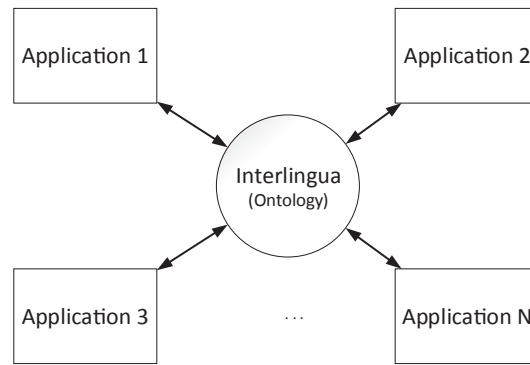 Application 1
Application 2
Interlingua
(Ontology)
Application 3
...
Application N